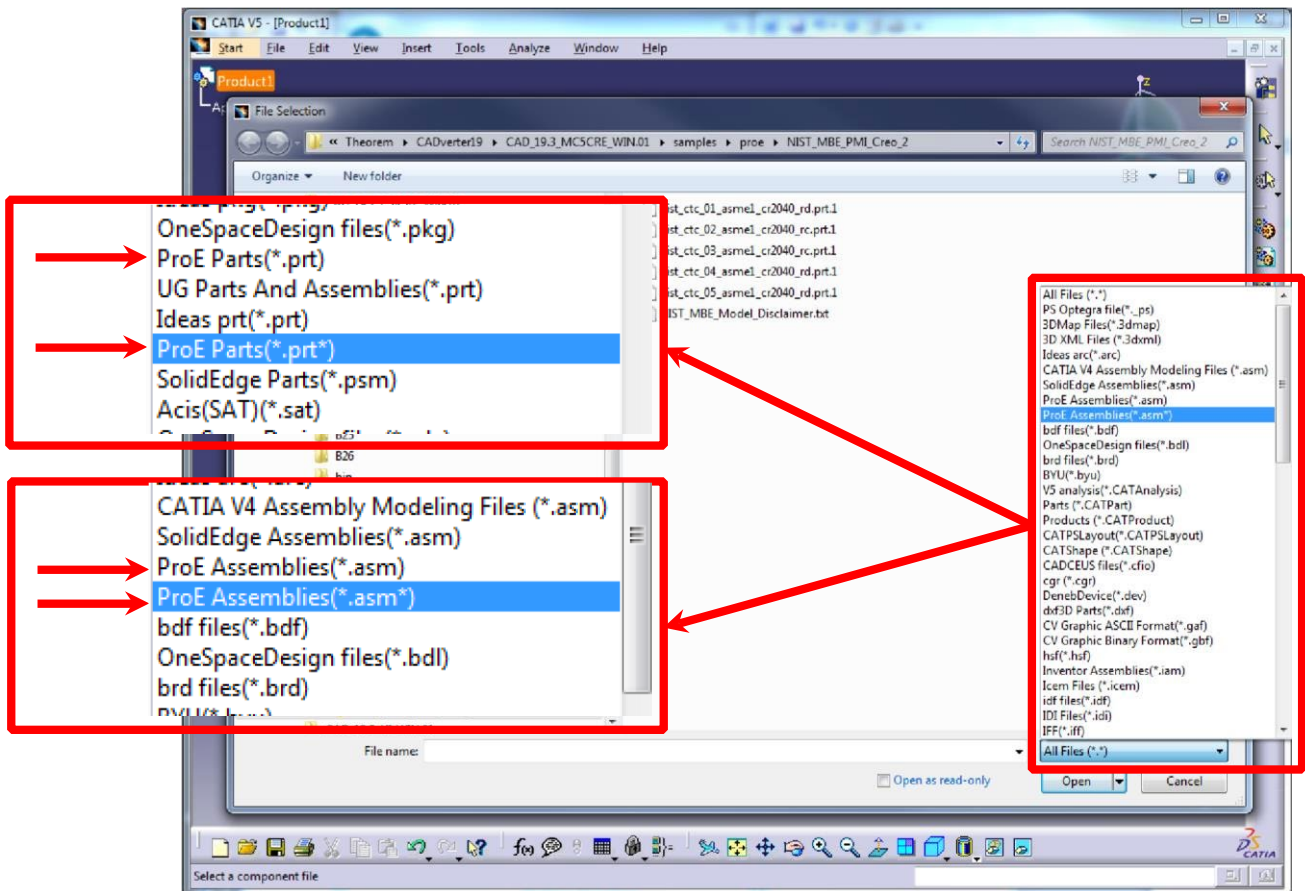 CATIA V5 - [Product1]
Start File Edit View Insert Tools Analyze Window Help
Product1
File Selection
« Theorem ▸ CADverter19 ▸ CAD_19.3_MC5CRE_WIN.01 ▸ samples ▸ proe ▸ NIST_MBE_PMI_Creo_2
Search NIST_MBE_PMI_Creo_2
Organize New folder
OneSpaceDesign files(*.pkg)
ProE Parts(*.prt)
UG Parts And Assemblies(*.prt)
Ideas prt(*.prt)
ProE Parts(*.prt*)
SolidEdge Parts(*.psm)
Acis(SAT)(*.sat)
B26
CATIA V4 Assembly Modeling Files (*.asm)
SolidEdge Assemblies(*.asm)
ProE Assemblies(*.asm)
ProE Assemblies(*.asm*)
bdf files(*.bdf)
OneSpaceDesign files(*.bdl)
brd files(*.brd)
ist_ctc_01_asme1_cr2040_rd.prt.1
ist_ctc_02_asme1_cr2040_rc.prt.1
ist_ctc_03_asme1_cr2040_rc.prt.1
ist_ctc_04_asme1_cr2040_rd.prt.1
ist_ctc_05_asme1_cr2040_rd.prt.1
IST_MBE_Model_Disclaimer.txt
All Files (*.*)
PS Optegra file(*._ps)
3DMap Files(*.3dmap)
3D XML Files (*.3dxml)
Ideas arc(*.arc)
CATIA V4 Assembly Modeling Files (*.asm)
SolidEdge Assemblies(*.asm)
ProE Assemblies(*.asm)
ProE Assemblies(*.asm*)
bdf files(*.bdf)
OneSpaceDesign files(*.bdl)
brd files(*.brd)
BYU(*.byu)
V5 analysis(*.CATAnalysis)
Parts (*.CATPart)
Products (*.CATProduct)
CATPSLayout(*.CATPSLayout)
CATShape (*.CATShape)
CADCEUS files(*.cfio)
cgr (*.cgr)
DenebDevice(*.dev)
dxf3D Parts(*.dxf)
CV Graphic ASCII Format(*.gaf)
CV Graphic Binary Format(*.gbf)
hsf(*.hsf)
Inventor Assemblies(*.iam)
Icem Files (*.icem)
idf files(*.idf)
IDI Files(*.idi)
IFF(*.iff)
File name:
All Files (*.*)
Open as read-only
Open Cancel
f(x)
CATIA
Select a component file